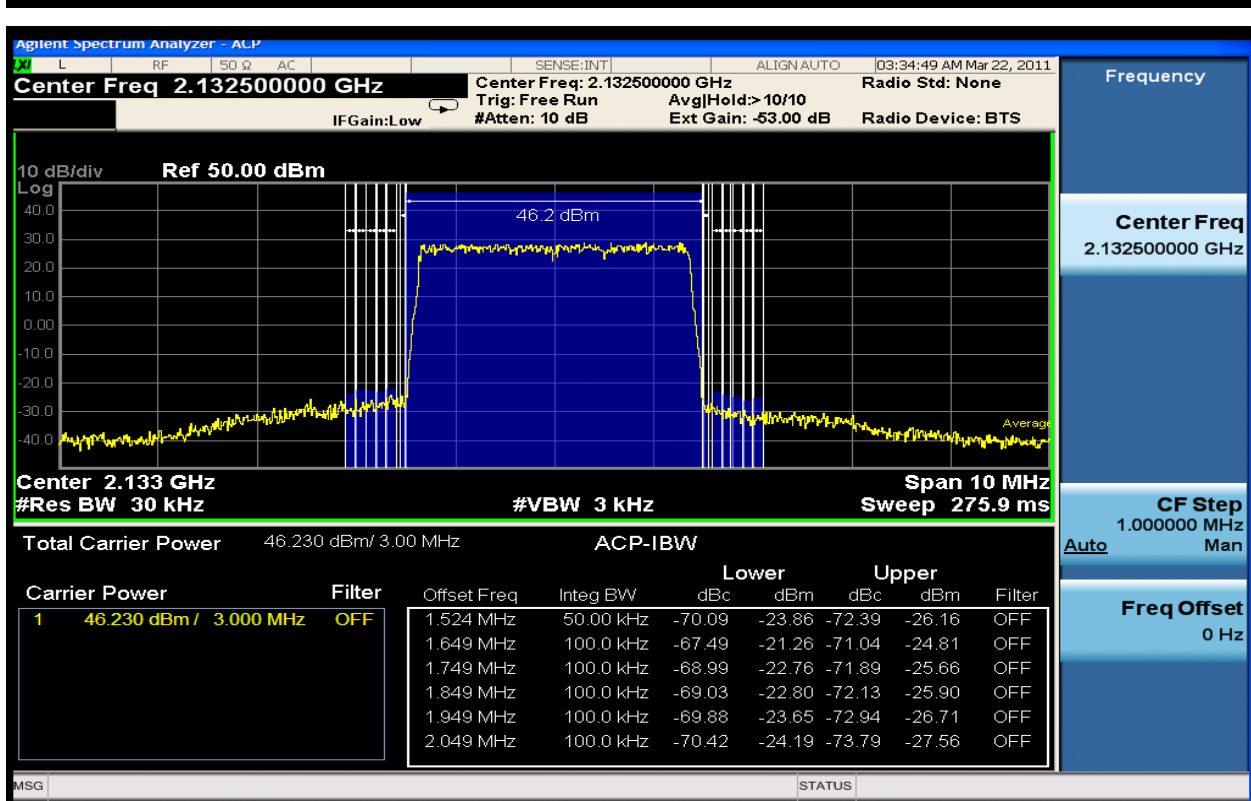 Agilent Spectrum Analyzer - ACP
LXI L RF 50 Ω AC SENSE:INT ALIGN AUTO 03:34:49 AM Mar 22, 2011
Center Freq 2.132500000 GHz
Center Freq: 2.132500000 GHz Radio Std: None
Trig: Free Run Avg|Hold:>10/10
IFGain:Low #Atten: 10 dB Ext Gain: -53.00 dB Radio Device: BTS
10 dB/div Ref 50.00 dBm
Log
40.0
30.0
20.0
10.0
0.00
-10.0
-20.0
-30.0
-40.0
46.2 dBm
Average
Center 2.133 GHz Span 10 MHz
#Res BW 30 kHz #VBW 3 kHz Sweep 275.9 ms
Total Carrier Power 46.230 dBm/ 3.00 MHz ACP-IBW
Lower Upper
Carrier Power Filter Offset Freq Integ BW dBc dBm dBc dBm Filter
1 46.230 dBm / 3.000 MHz OFF 1.524 MHz 50.00 kHz -70.09 -23.86 -72.39 -26.16 OFF
1.649 MHz 100.0 kHz -67.49 -21.26 -71.04 -24.81 OFF
1.749 MHz 100.0 kHz -68.99 -22.76 -71.89 -25.66 OFF
1.849 MHz 100.0 kHz -69.03 -22.80 -72.13 -25.90 OFF
1.949 MHz 100.0 kHz -69.88 -23.65 -72.94 -26.71 OFF
2.049 MHz 100.0 kHz -70.42 -24.19 -73.79 -27.56 OFF
MSG STATUS
Frequency
Center Freq
2.132500000 GHz
CF Step
1.000000 MHz
Auto Man
Freq Offset
0 Hz